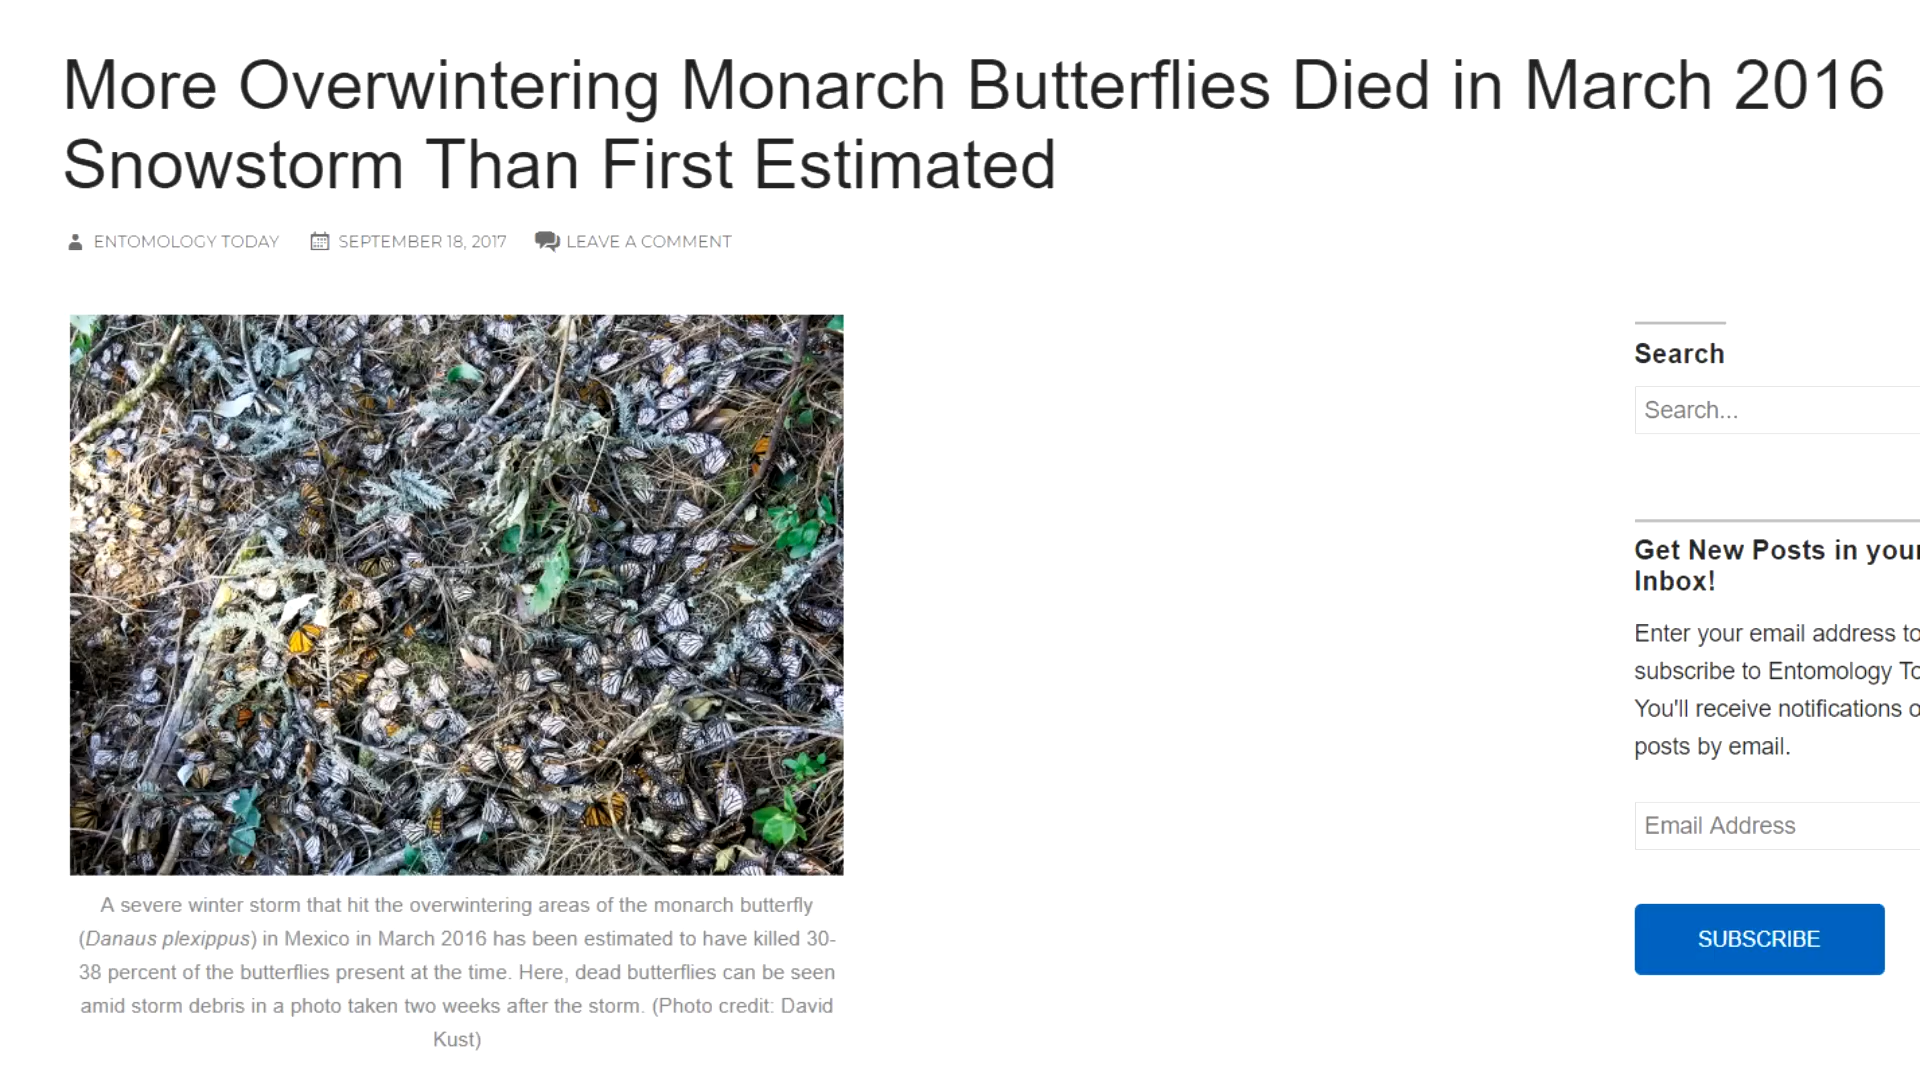 More Overwintering Monarch Butterflies Died in March 2016
Snowstorm Than First Estimated
ENTOMOLOGY TODAY SEPTEMBER 18, 2017 LEAVE A COMMENT
A severe winter storm that hit the overwintering areas of the monarch butterfly
(Danaus plexippus) in Mexico in March 2016 has been estimated to have killed 30-
38 percent of the butterflies present at the time. Here, dead butterflies can be seen
amid storm debris in a photo taken two weeks after the storm. (Photo credit: David
Kust)
Search
Search...
Get New Posts in your
Inbox!
Enter your email address to
subscribe to Entomology
You'll receive notifications
posts by email.
Email Address
SUBSCRIBE